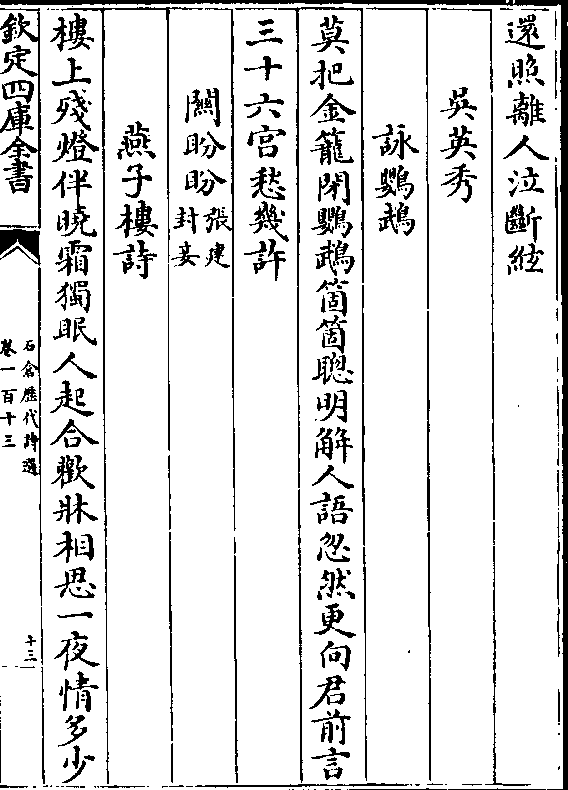 還照離人泣斷絃
吳英秀
詠鸚鵡
莫把金籠閉鸚鵡箇箇聰明解人語忽然更向君前言
三十六宮愁幾許
關盼盼張建封妾
燕子樓詩
樓上殘燈伴曉霜獨眠人起合歡牀相思一夜情多少
欽定四庫全書
石倉歷代詩選
卷一百十三
十三